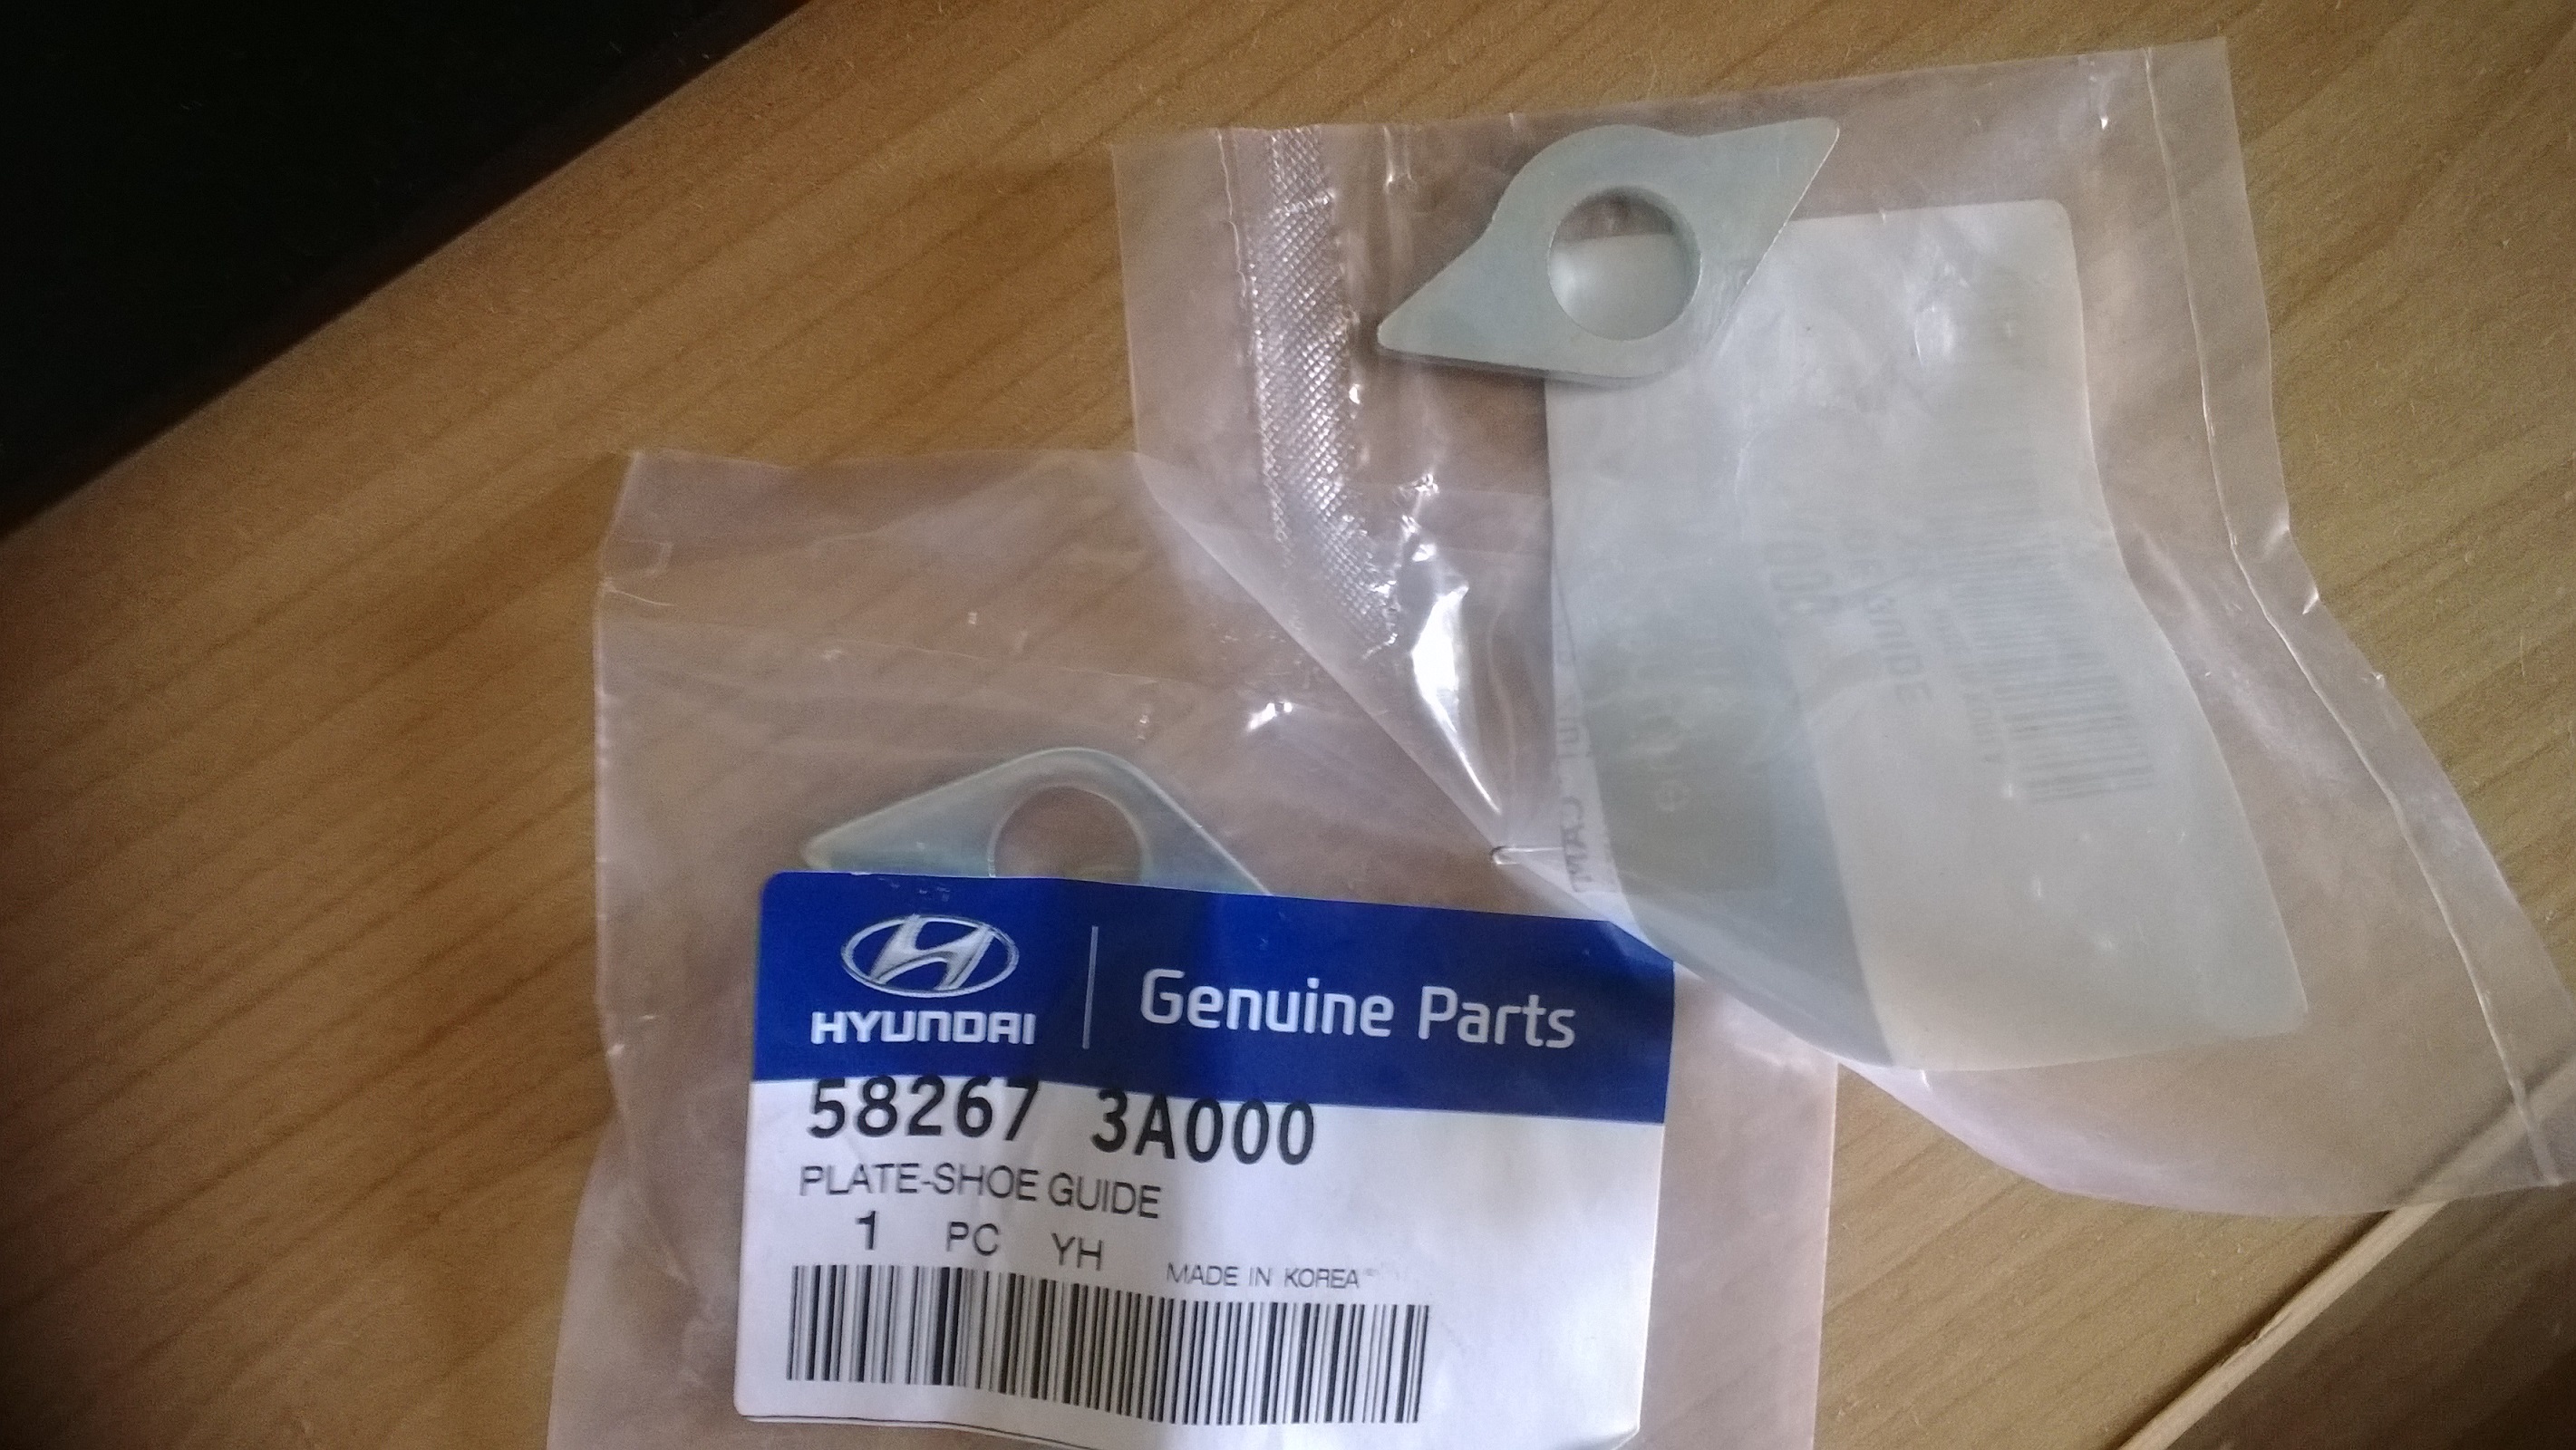 HYUNDAI
Genuine Parts
58267 3A000
PLATE-SHOE GUIDE
1 PC YH
MADE IN KOREA